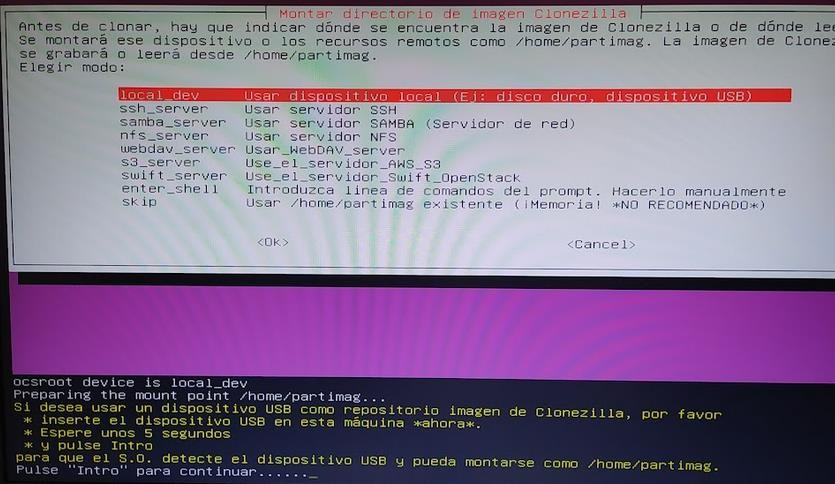 Montar directorio de imagen Clonezilla
Antes de clonar, hay que indicar dónde se encuentra la imagen de Clonezilla o de dónde
Se montará ese dispositivo o los recursos remotos como /home/partimag. La imagen de
se grabará o leerá desde /home/partimag.
Elegir modo:
local_dev Usar dispositivo local (Ej: disco duro, dispositivo USB)
ssh_server Usar servidor SSH
samba_server Usar servidor SAMBA (Servidor de red)
nfs_server Usar servidor NFS
webdav_server Usar_WebDAV_server
s3_server Use_el_servidor_AWS_S3
swift_server Use_el_servidor_Swift_OpenStack
enter_shell Introduzca linea de comandos del prompt. Hacerlo manualmente
skip Usar /home/partimag existente (¡Memoria! *NO RECOMENDADO*)
<Ok> <Cancel>
ocsroot device is local_dev
Preparing the mount point /home/partimag...
Si desea usar un dispositivo USB como repositorio imagen de Clonezilla, por favor
* inserte el dispositivo USB en esta máquina *ahora*.
* Espere unos 5 segundos
* y pulse Intro
para que el S.O. detecte el dispositivo USB y pueda montarse como /home/partimag.
Pulse "Intro" para continuar......_